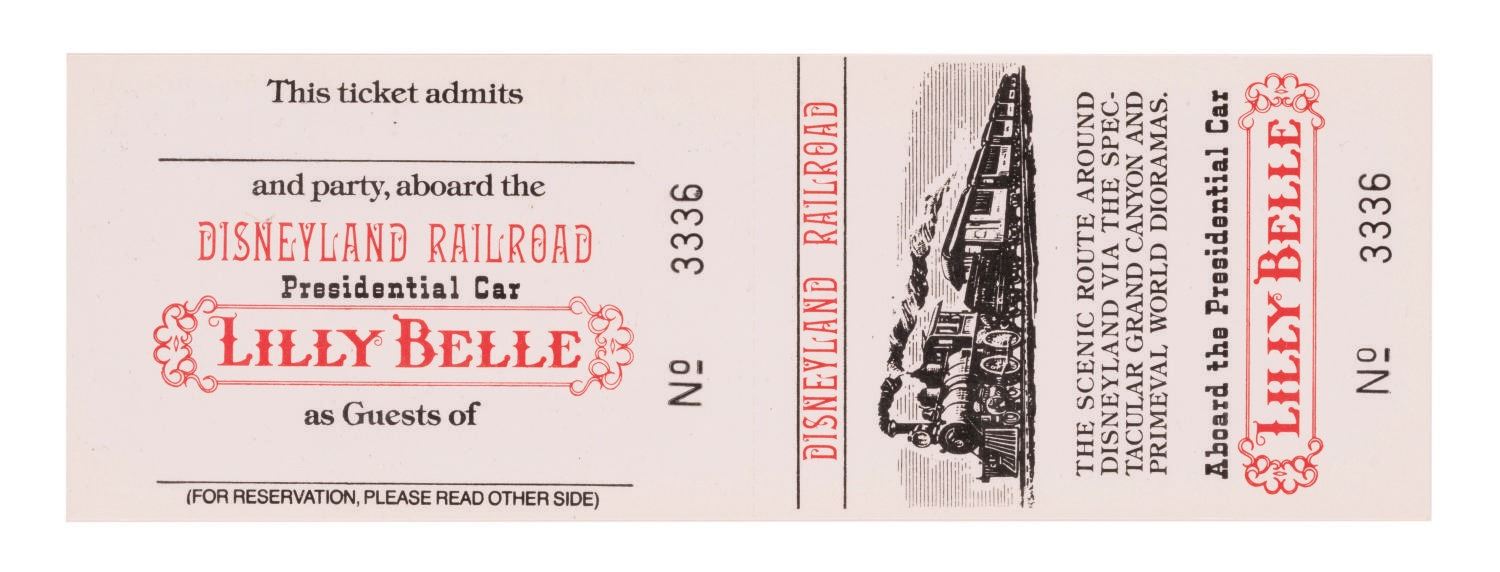 This ticket admits
and party, aboard the
DISNEYLAND RAILROAD
Presidential Car
LILLY BELLE
as Guests of
(FOR RESERVATION, PLEASE READ OTHER SIDE)
Nº 3336
DISNEYLAND RAILROAD
THE SCENIC ROUTE AROUND
DISNEYLAND VIA THE SPEC-
TACULAR GRAND CANYON AND
PRIMEVAL WORLD DIORAMAS.
Aboard the Presidential Car
LILLY BELLE
Nº 3336